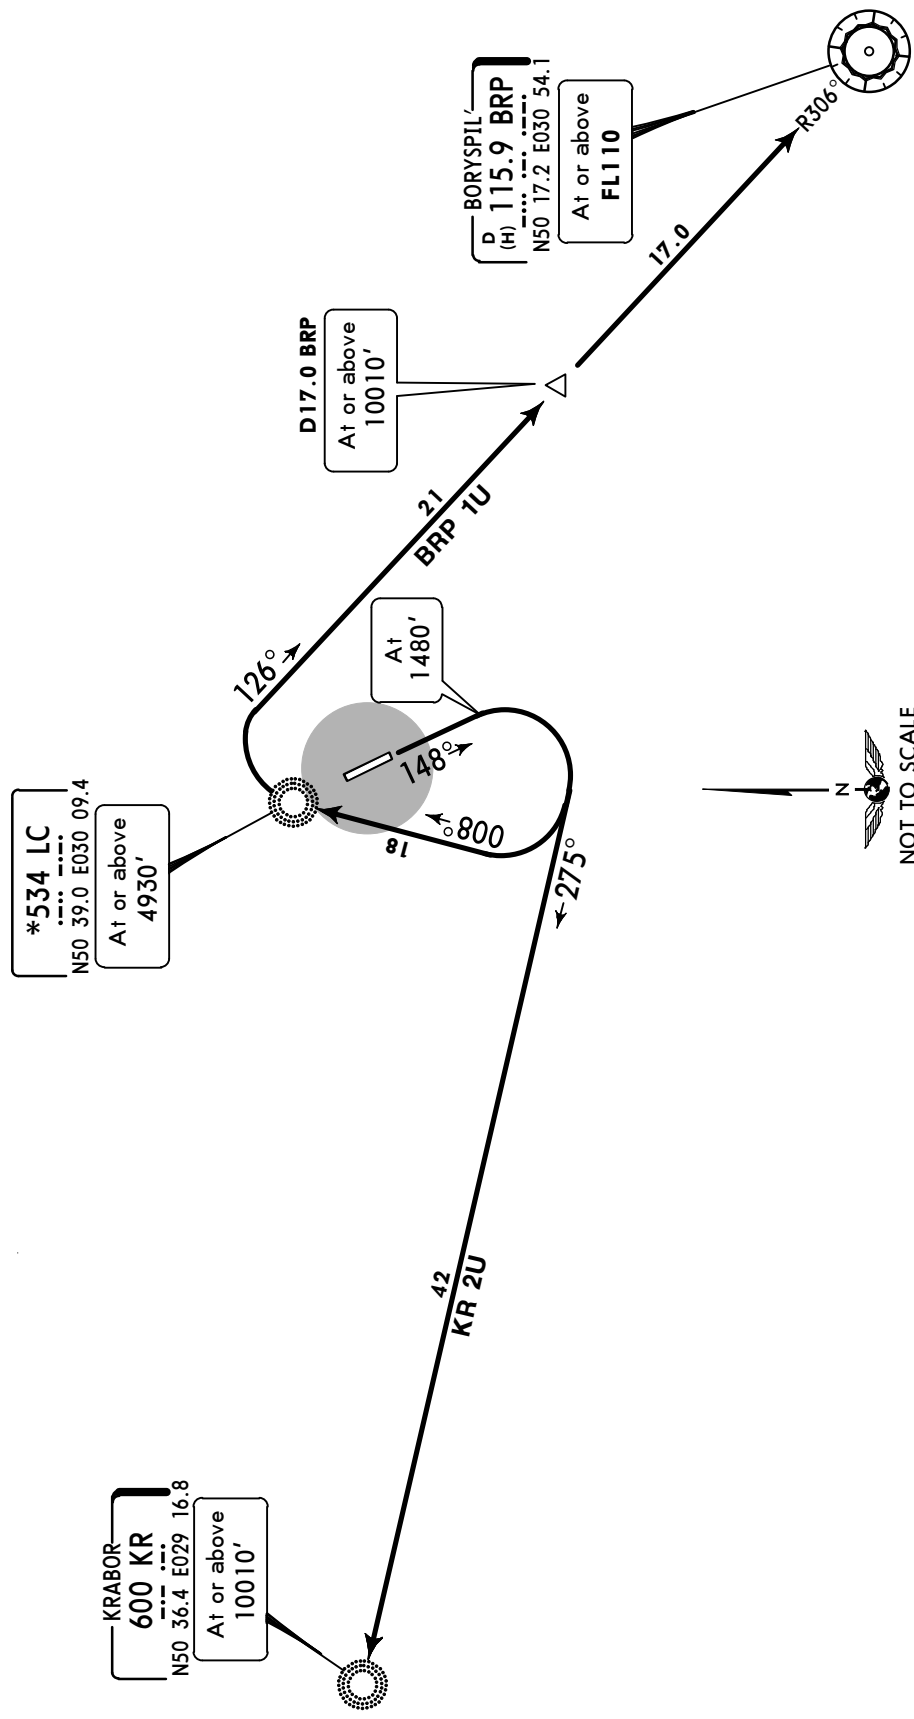 BORYSPIL'
D
(H) 115.9 BRP
N50 17.2 E030 54.1
At or above
FL110
R306°
17.0
D17.0 BRP
At or above
10010'
21
BRP 1U
126°
At
1480'
148°
*534 LC
N50 39.0 E030 09.4
At or above
4930'
18
008°
275°
42
KR 2U
KRABOR
600 KR
N50 36.4 E029 16.8
At or above
10010'
N
NOT TO SCALE